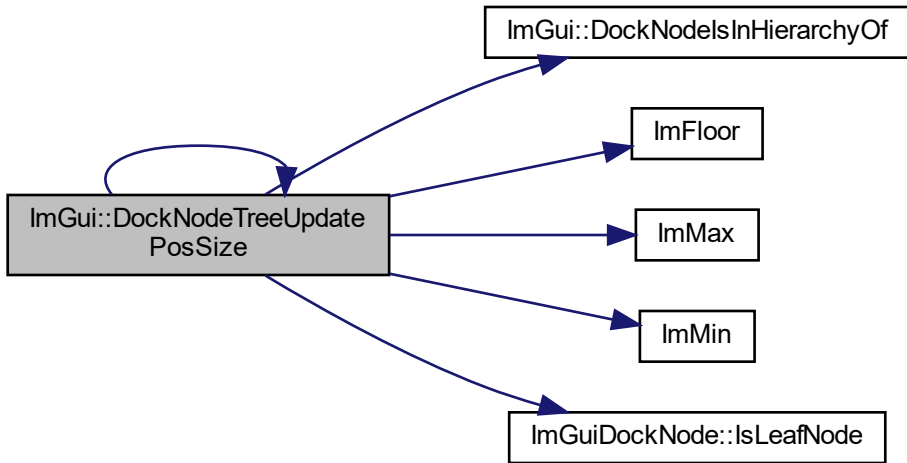 ImGui::DockNodeIsInHierarchyOf
ImFloor
ImGui::DockNodeTreeUpdate
PosSize
ImMax
ImMin
ImGuiDockNode::IsLeafNode